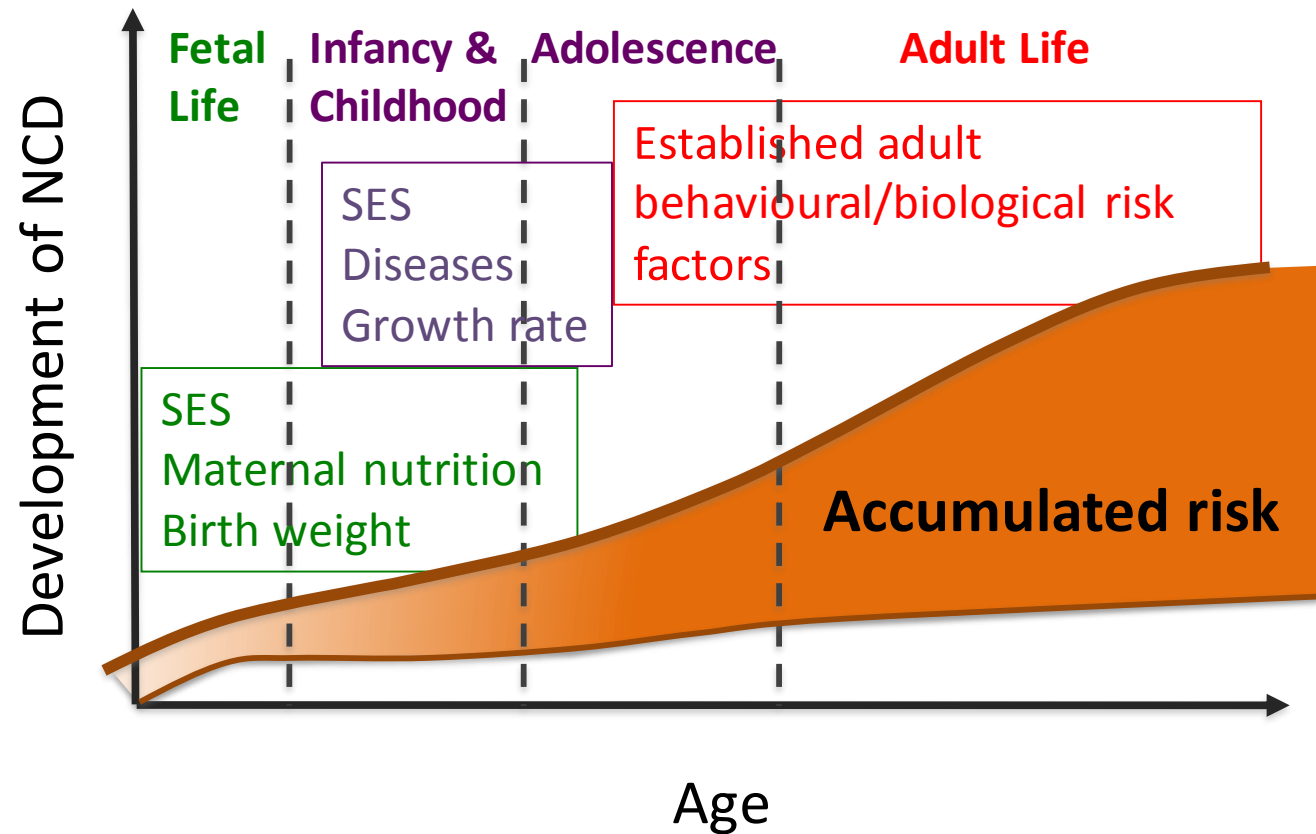 Fetal
Life
Infancy &
Childhood
Adolescence
Adult Life
Established adult
behavioural/biological risk
factors
SES
Diseases
Growth rate
SES
Maternal nutrition
Birth weight
Accumulated risk
Development of NCD
Age